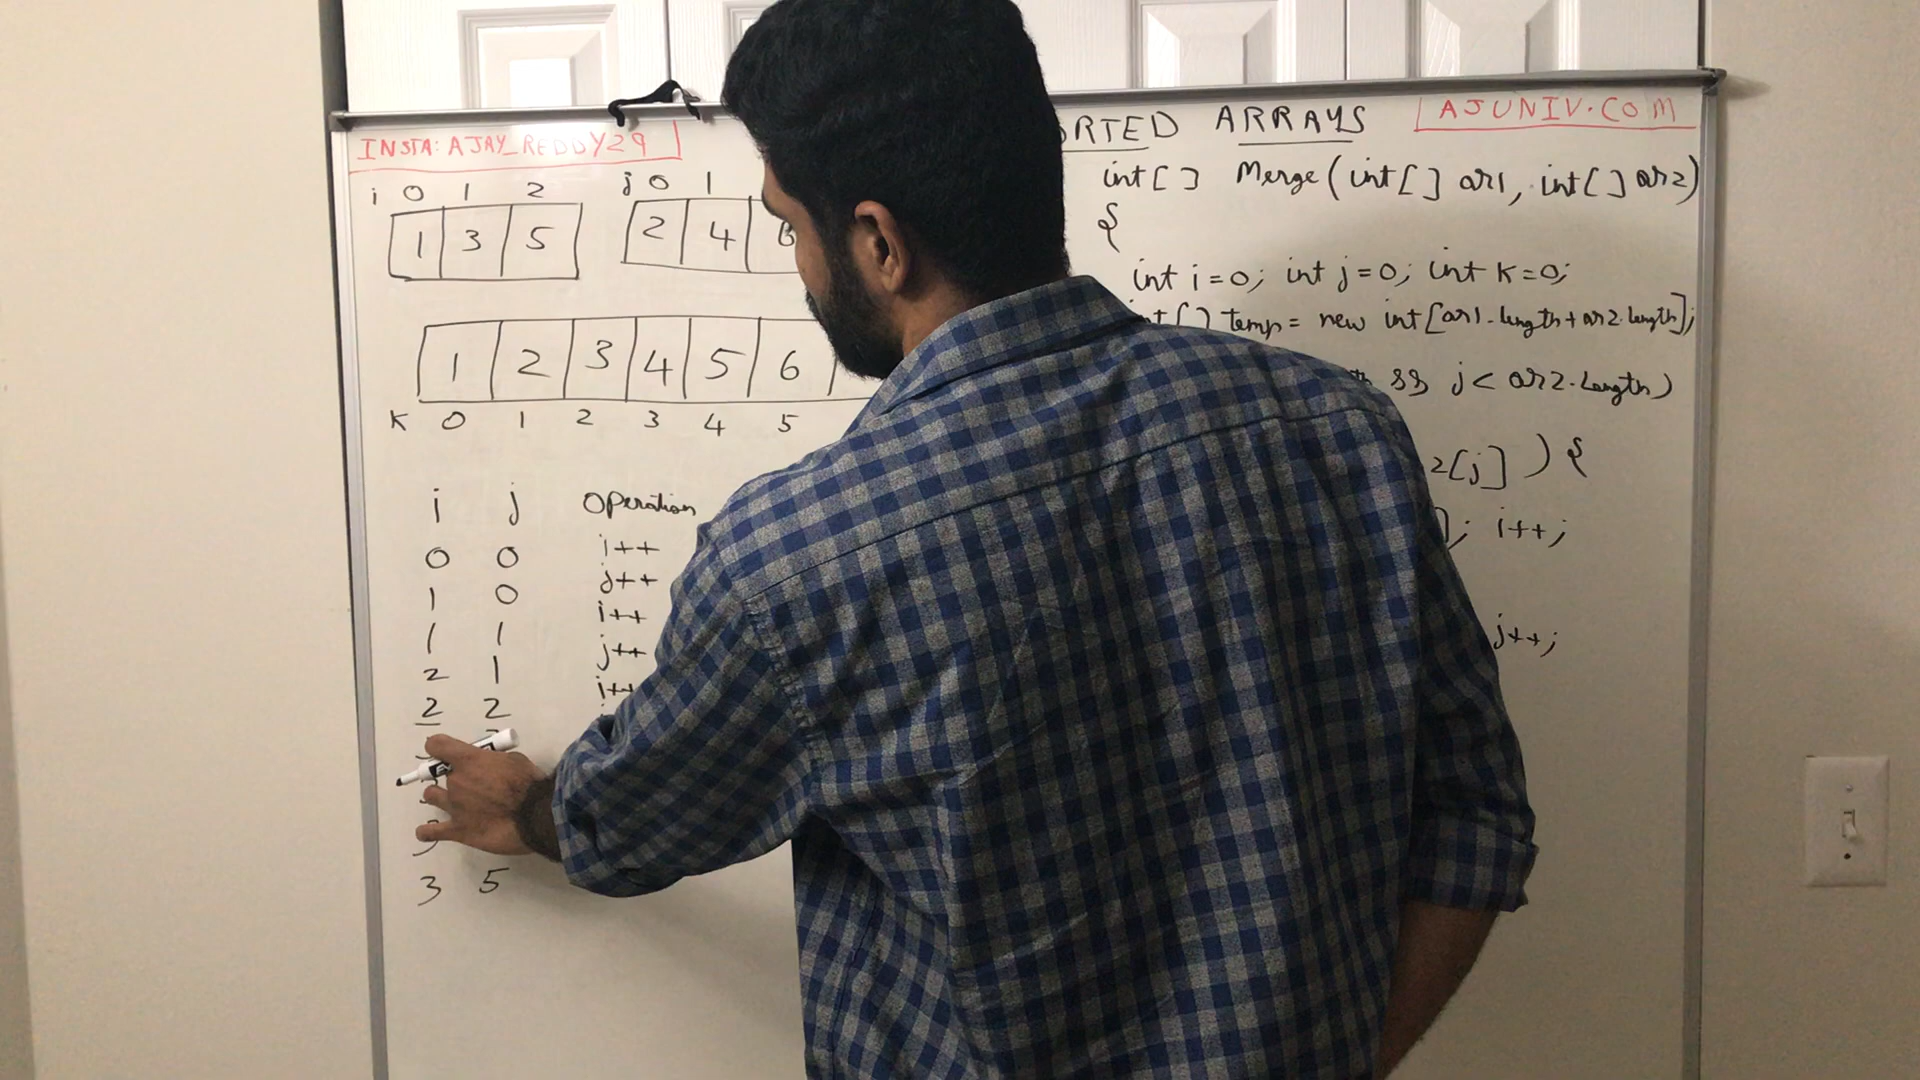 INSTA: AJAY_REDDY29
ORTED ARRAYS
AJUNIV.COM
i 0 1 2
1 3 5
j 0 1
2 4 6
1 2 3 4 5 6
K 0 1 2 3 4 5
i j Operation
0 0 i++
1 0 j++
1 1 i++
2 1 j++
2 2 i++
3 5
int[] Merge(int[] ar1, int[] ar2)
{
int i=0; int j=0; int k=0;
int[] temp= new int[ar1.length+ar2.length];
&& j< ar2.length)
2[j] ) {
]; i++;
j++;